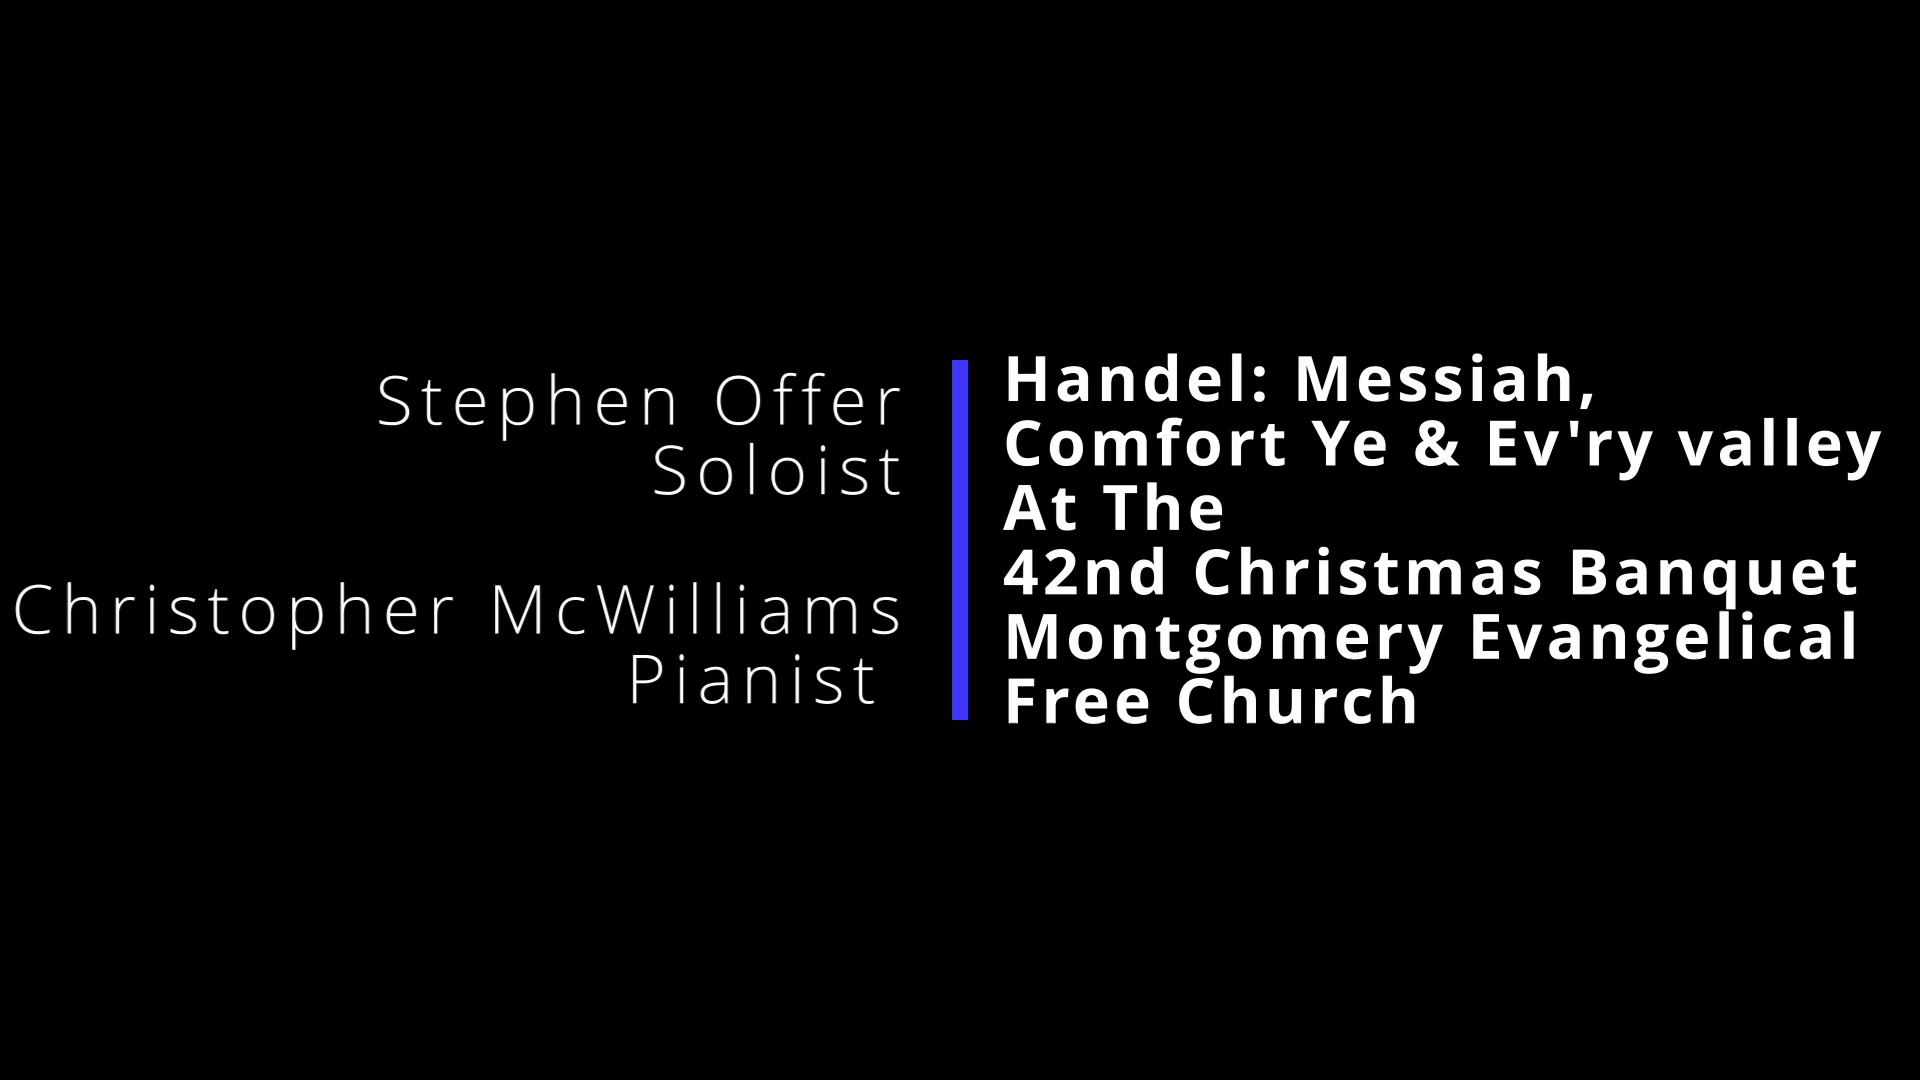 Stephen Offer
Soloist
Christopher McWilliams
Pianist
Handel: Messiah,
Comfort Ye & Ev'ry valley
At The
42nd Christmas Banquet
Montgomery Evangelical
Free Church